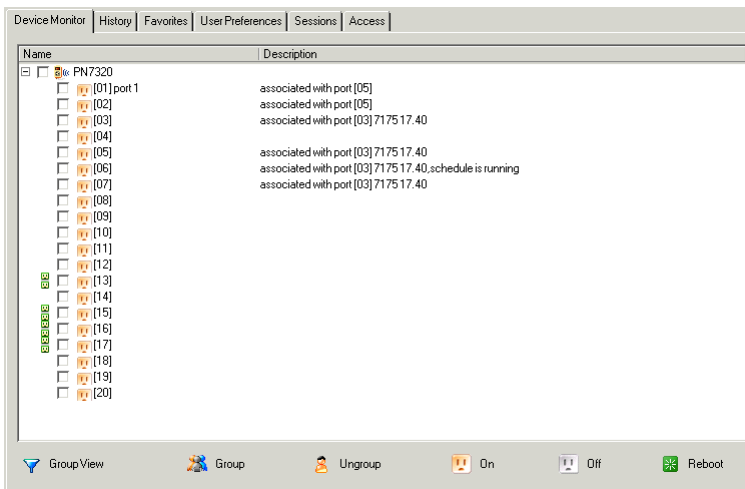 Device Monitor History Favorites User Preferences Sessions Access
Name Description
PN7320
[01] port 1 associated with port [05]
[02] associated with port [05]
[03] associated with port [03] 7175 17.40
[04]
[05] associated with port [03] 7175 17.40
[06] associated with port [03] 7175 17.40,schedule is running
[07] associated with port [03] 7175 17.40
[08]
[09]
[10]
[11]
[12]
[13]
[14]
[15]
[16]
[17]
[18]
[19]
[20]
Group View Group Ungroup On Off Reboot